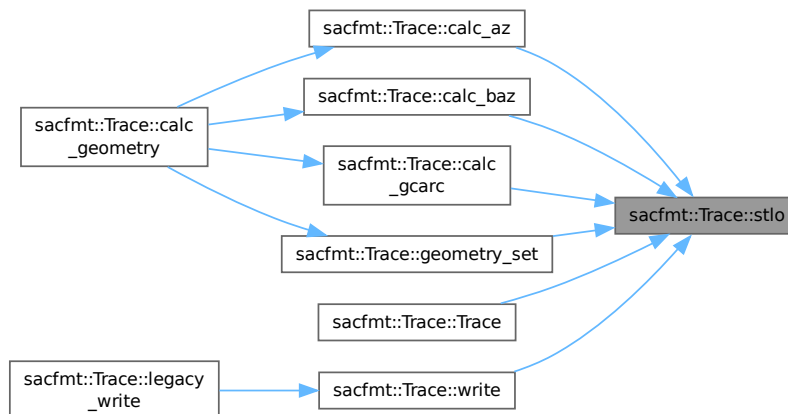 sacfmt::Trace::calc_az
sacfmt::Trace::calc_baz
sacfmt::Trace::calc
_geometry
sacfmt::Trace::calc
_gcarc
sacfmt::Trace::stlo
sacfmt::Trace::geometry_set
sacfmt::Trace::Trace
sacfmt::Trace::legacy
_write
sacfmt::Trace::write